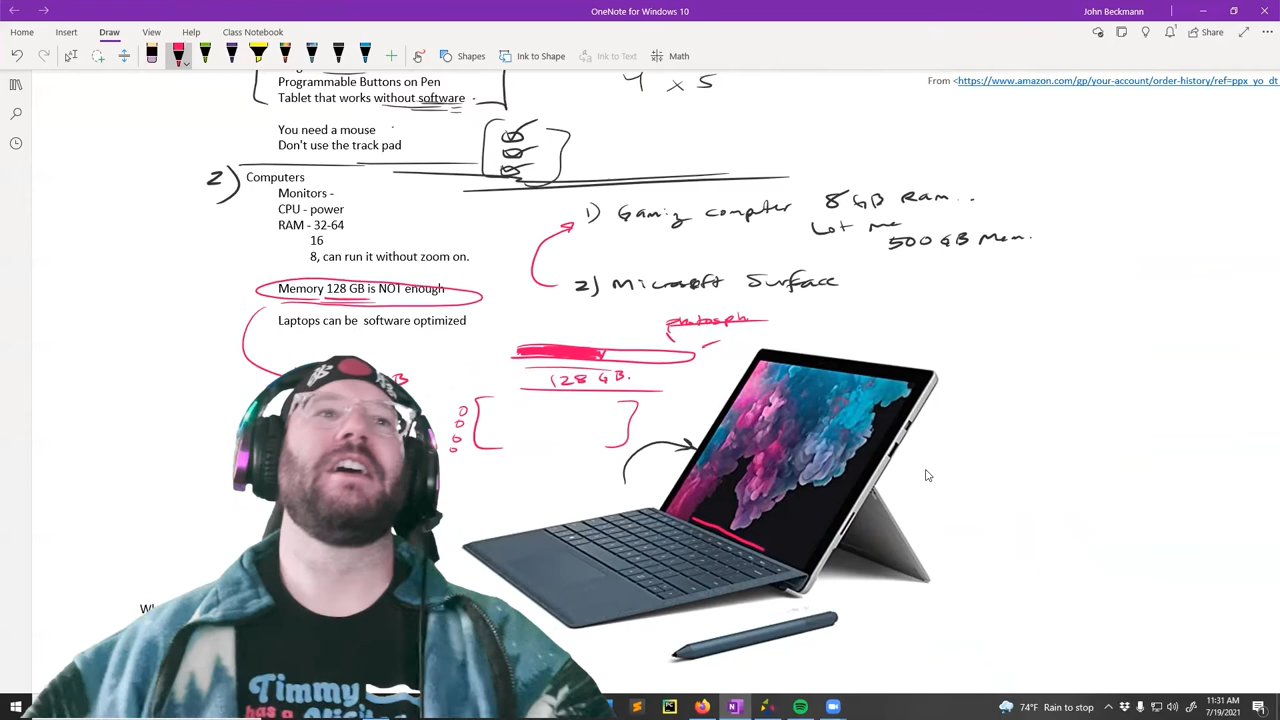 OneNote for Windows 10
John Beckmann
Home Insert Draw View Help Class Notebook
Share
Shapes Ink to Shape Ink to Text Math
Programmable Buttons on Pen
Tablet that works without software
4 x 5
From <https://www.amazon.com/gp/your-account/order-history/ref=ppx_yo_dt
You need a mouse
Don't use the track pad
2) Computers
Monitors -
CPU - power
RAM - 32-64
16
8, can run it without zoom on.
1) Gaming computer 8 GB Ram..
Lot me
500 GB Mem.
2) Microsoft Surface
Memory 128 GB is NOT enough
Laptops can be software optimized
128 GB.
B
Timmy
has a
74°F Rain to stop
11:31 AM
7/19/2021